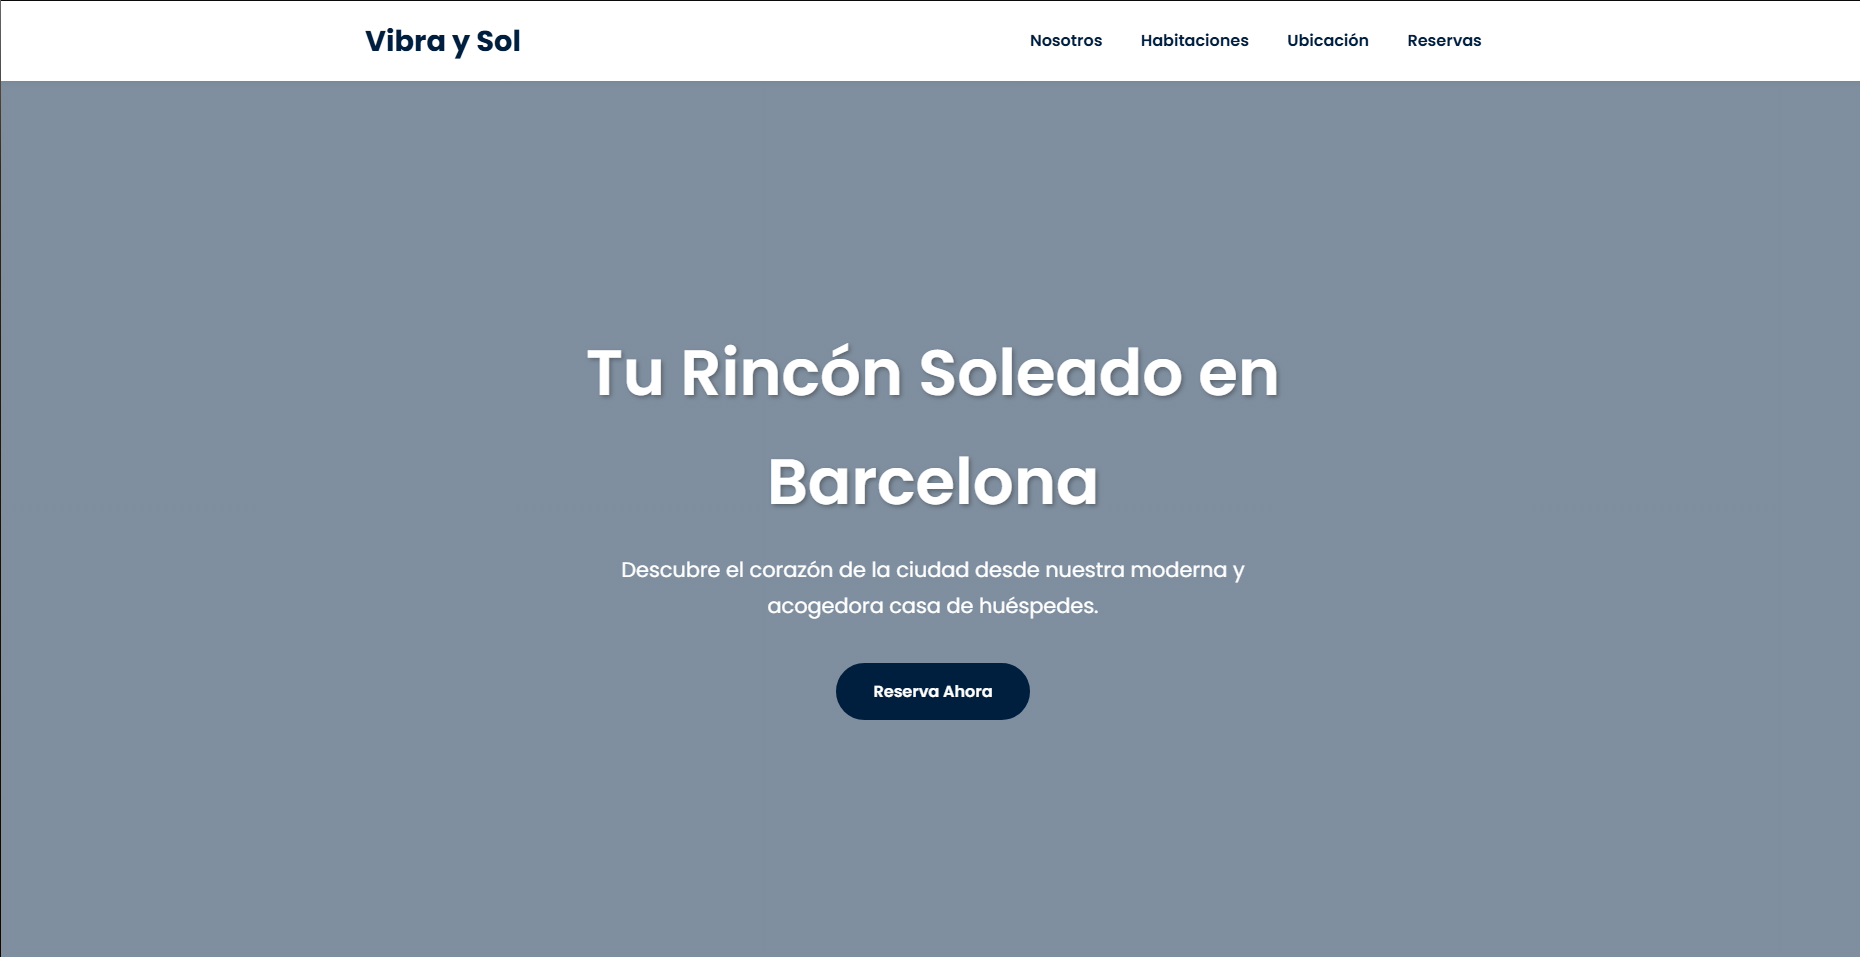 Vibra y Sol
Nosotros Habitaciones Ubicación Reservas
Tu Rincón Soleado en
Barcelona
Descubre el corazón de la ciudad desde nuestra moderna y
acogedora casa de huéspedes.
Reserva Ahora